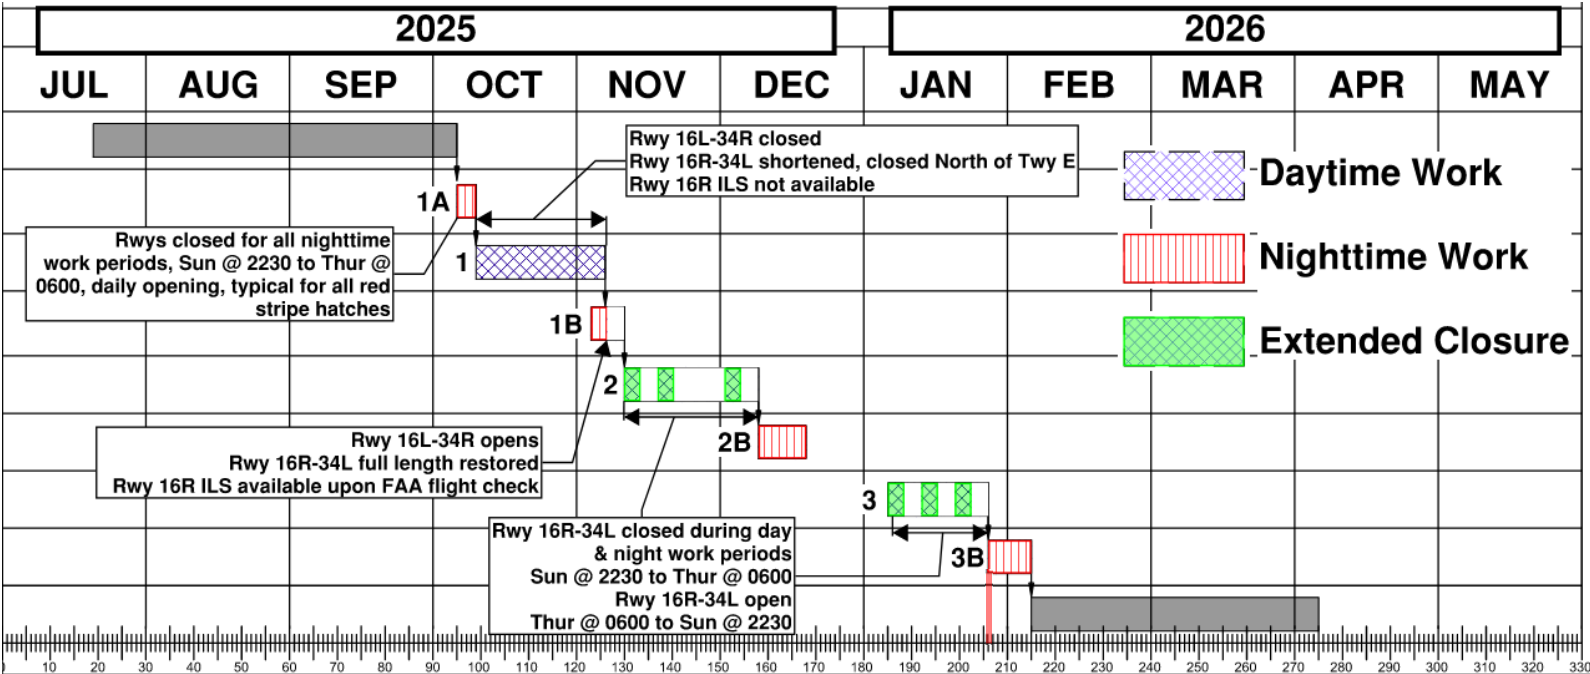 2025
2026
JUL AUG SEP OCT NOV DEC JAN FEB MAR APR MAY
Rwy 16L-34R closed
Rwy 16R-34L shortened, closed North of Twy E
Rwy 16R ILS not available
Daytime Work
1A
Rwys closed for all nighttime
work periods, Sun @ 2230 to Thur @
0600, daily opening, typical for all red
stripe hatches
1
Nighttime Work
1B
Extended Closure
2
Rwy 16L-34R opens
Rwy 16R-34L full length restored
Rwy 16R ILS available upon FAA flight check
2B
3
Rwy 16R-34L closed during day
& night work periods
Sun @ 2230 to Thur @ 0600
Rwy 16R-34L open
Thur @ 0600 to Sun @ 2230
3B
0 10 20 30 40 50 60 70 80 90 100 110 120 130 140 150 160 170 180 190 200 210 220 230 240 250 260 270 280 290 300 310 320 330